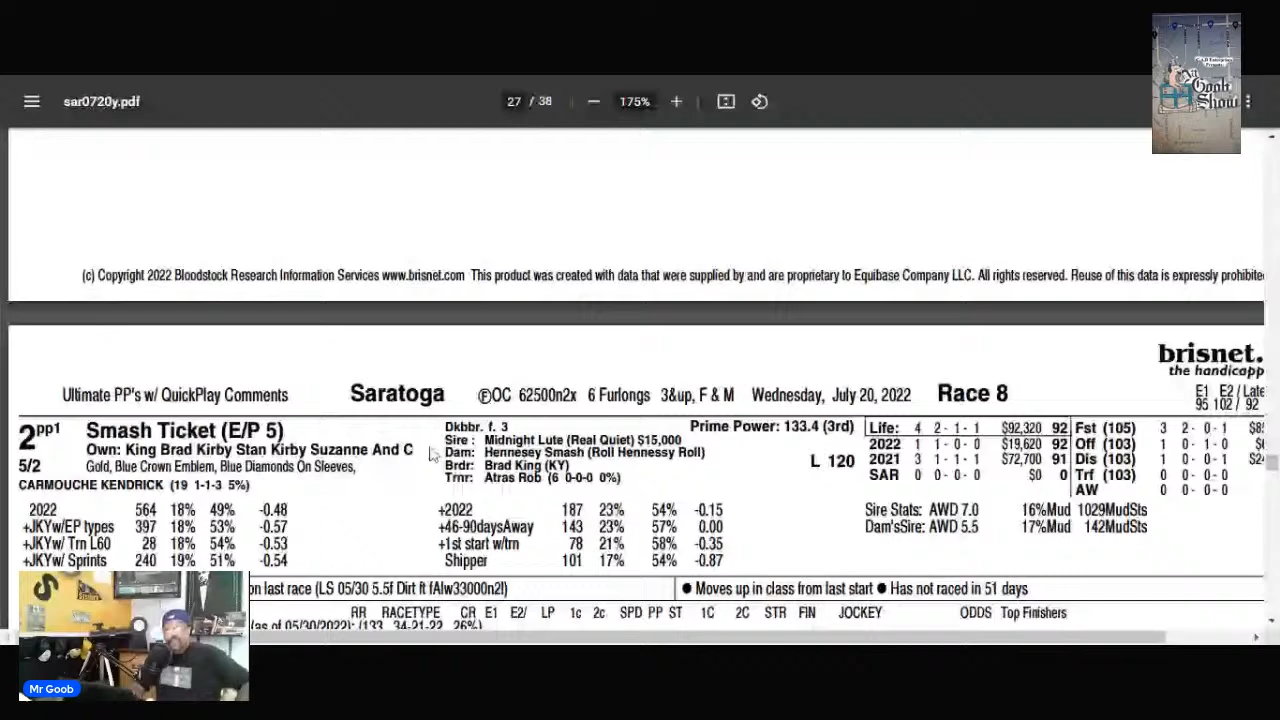 Goob
Show
sar0720y.pdf
27 / 38
175%
(c) Copyright 2022 Bloodstock Research Information Services www.brisnet.com This product was created with data that were supplied by and are proprietary to Equibase Company LLC. All rights reserved. Reuse of this data is expressly prohibite
brisnet.
the handicapp
Ultimate PP's w/ QuickPlay Comments Saratoga ⒻOC 62500n2x 6 Furlongs 3&up, F & M Wednesday, July 20, 2022 Race 8
E1 E2/ Late
95 102/ 92
2 pp1 Smash Ticket (E/P 5)
Own: King Brad Kirby Stan Kirby Suzanne And C
5/2 Gold, Blue Crown Emblem, Blue Diamonds On Sleeves,
CARMOUCHE KENDRICK (19 1-1-3 5%)
Dkbbr. f. 3
Sire : Midnight Lute (Real Quiet) $15,000
Dam: Hennesey Smash (Roll Hennessy Roll)
Brdr: Brad King (KY)
Trnr: Atras Rob (6 0-0-0 0%)
Prime Power: 133.4 (3rd)
L 120
Life: 4 2 - 1 - 1 $92,320 92
2022 1 1 0 - 0 $19,620 92
2021 3 1 1 - 1 $72,700 91
SAR 0 0 - 0 - 0 $0 0
Fst (105) 3 2 - 0 - 1
Off (103) 1 0 - 1 - 0
Dis (103) 1 0 - 0 - 1
Trf (103) 0 0 - 0 - 0
AW 0 0 - 0 - 0
2022 564 18% 49% -0.48
+JKYw/EP types 397 18% 53% -0.57
+JKYw/ Trn L60 28 18% 54% -0.53
+JKYw/ Sprints 240 19% 51% -0.54
+2022 187 23% 54% -0.15
+46-90daysAway 143 23% 57% 0.00
+1st start w/trn 78 21% 58% -0.35
Shipper 101 17% 54% -0.87
Sire Stats: AWD 7.0 16%Mud 1029MudSts
Dam'sSire: AWD 5.5 17%Mud 142MudSts
on last race (LS 05/30 5.5f Dirt ft fAlw33000n2l)
● Moves up in class from last start ● Has not raced in 51 days
RR RACETYPE CR E1 E2/ LP 1c 2c SPD PP ST 1C 2C STR FIN JOCKEY ODDS Top Finishers
(as of 05/30/2022): (133 34-21-22 26%)
Mr Goob